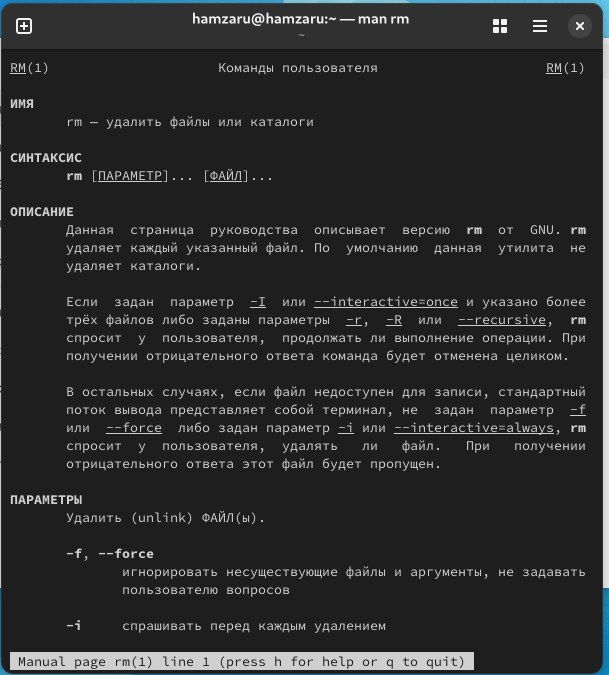 hamzaru@hamzaru:~ — man rm
~
RM(1) Команды пользователя RM(1)
ИМЯ
rm — удалить файлы или каталоги
СИНТАКСИС
rm [ПАРАМЕТР]... [ФАЙЛ]...
ОПИСАНИЕ
Данная страница руководства описывает версию rm от GNU. rm
удаляет каждый указанный файл. По умолчанию данная утилита не
удаляет каталоги.
Если задан параметр -I или --interactive=once и указано более
трёх файлов либо заданы параметры -r, -R или --recursive, rm
спросит у пользователя, продолжать ли выполнение операции. При
получении отрицательного ответа команда будет отменена целиком.
В остальных случаях, если файл недоступен для записи, стандартный
поток вывода представляет собой терминал, не задан параметр -f
или --force либо задан параметр -i или --interactive=always, rm
спросит у пользователя, удалять ли файл. При получении
отрицательного ответа этот файл будет пропущен.
ПАРАМЕТРЫ
Удалить (unlink) ФАЙЛ(ы).
-f, --force
игнорировать несуществующие файлы и аргументы, не задавать
пользователю вопросов
-i спрашивать перед каждым удалением
Manual page rm(1) line 1 (press h for help or q to quit)